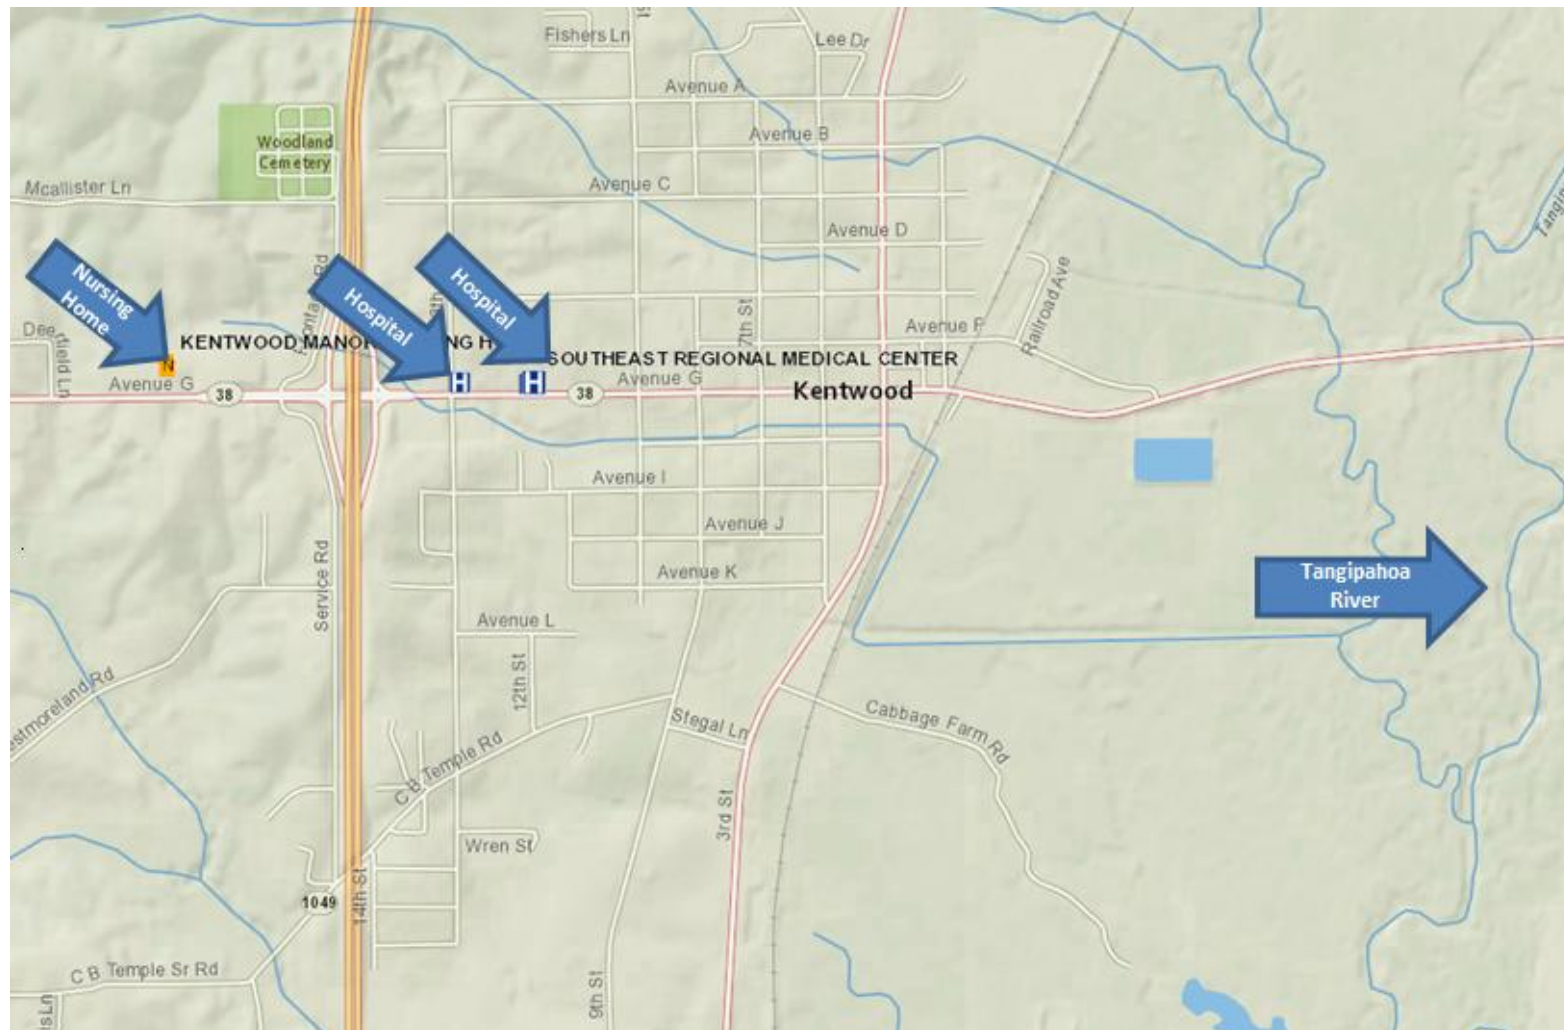 Fishers Ln
Lee Dr
Avenue A
Avenue B
Woodland
Cemetery
Mcallister Ln
Avenue C
Avenue D
Nursing
Home
Hospital
Hospital
Rd
7th St
Railroad Ave
Avenue F
KENTWOOD MANOR
SOUTHEAST REGIONAL MEDICAL CENTER
N
H
H
Avenue G
38
38
Avenue G
Kentwood
Avenue I
Avenue J
Avenue K
Service Rd
Tangipahoa
River
Avenue L
12th St
Stegal Ln
Cabbage Farm Rd
C B Temple Rd
3rd St
Wren St
1049
14th St
C B Temple Sr Rd
9th St